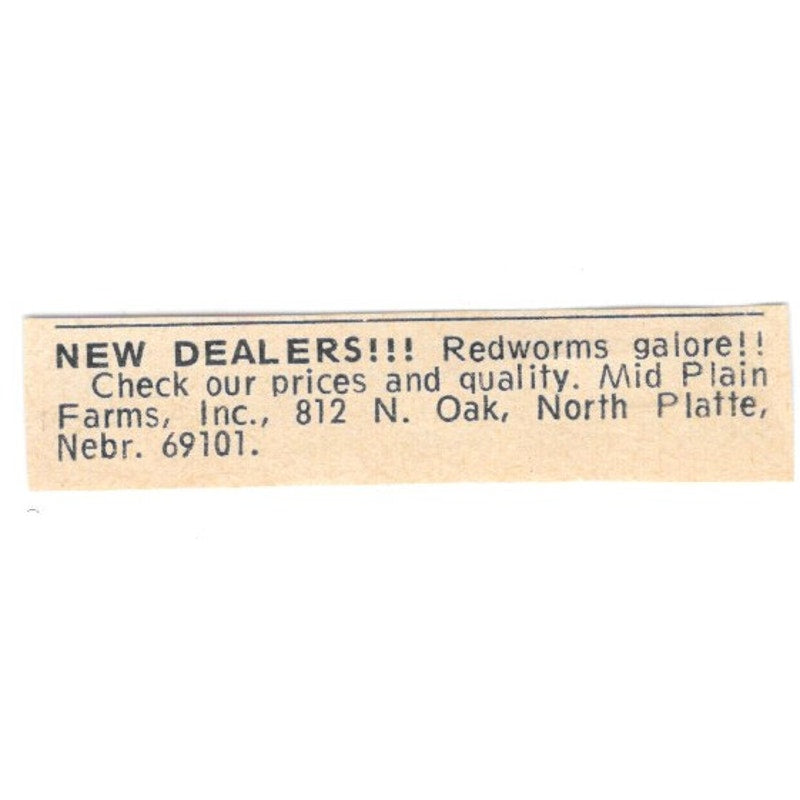 NEW DEALERS!!! Redworms galore!!
Check our prices and quality. Mid Plain
Farms, Inc., 812 N. Oak, North Platte,
Nebr. 69101.